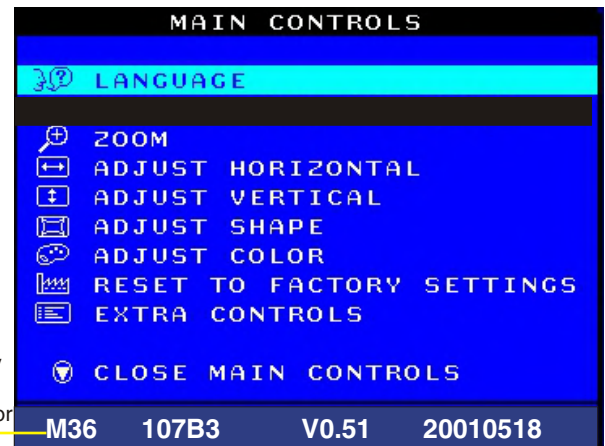 MAIN CONTROLS
LANGUAGE
ZOOM
ADJUST HORIZONTAL
ADJUST VERTICAL
ADJUST SHAPE
ADJUST COLOR
RESET TO FACTORY SETTINGS
EXTRA CONTROLS
CLOSE MAIN CONTROLS
M36 107B3 V0.51 20010518